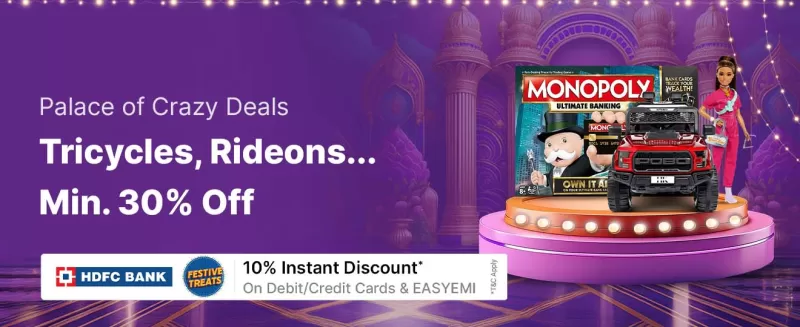 Palace of Crazy Deals
Tricycles, Rideons...
Min. 30% Off
HDFC BANK
FESTIVE
TREATS
10% Instant Discount*
On Debit/Credit Cards & EASYEMI
*T&C Apply
MONOPOLY
ULTIMATE BANKING
BANK CARDS
TRACK YOUR
WEALTH!
MONOP
OWN IT A